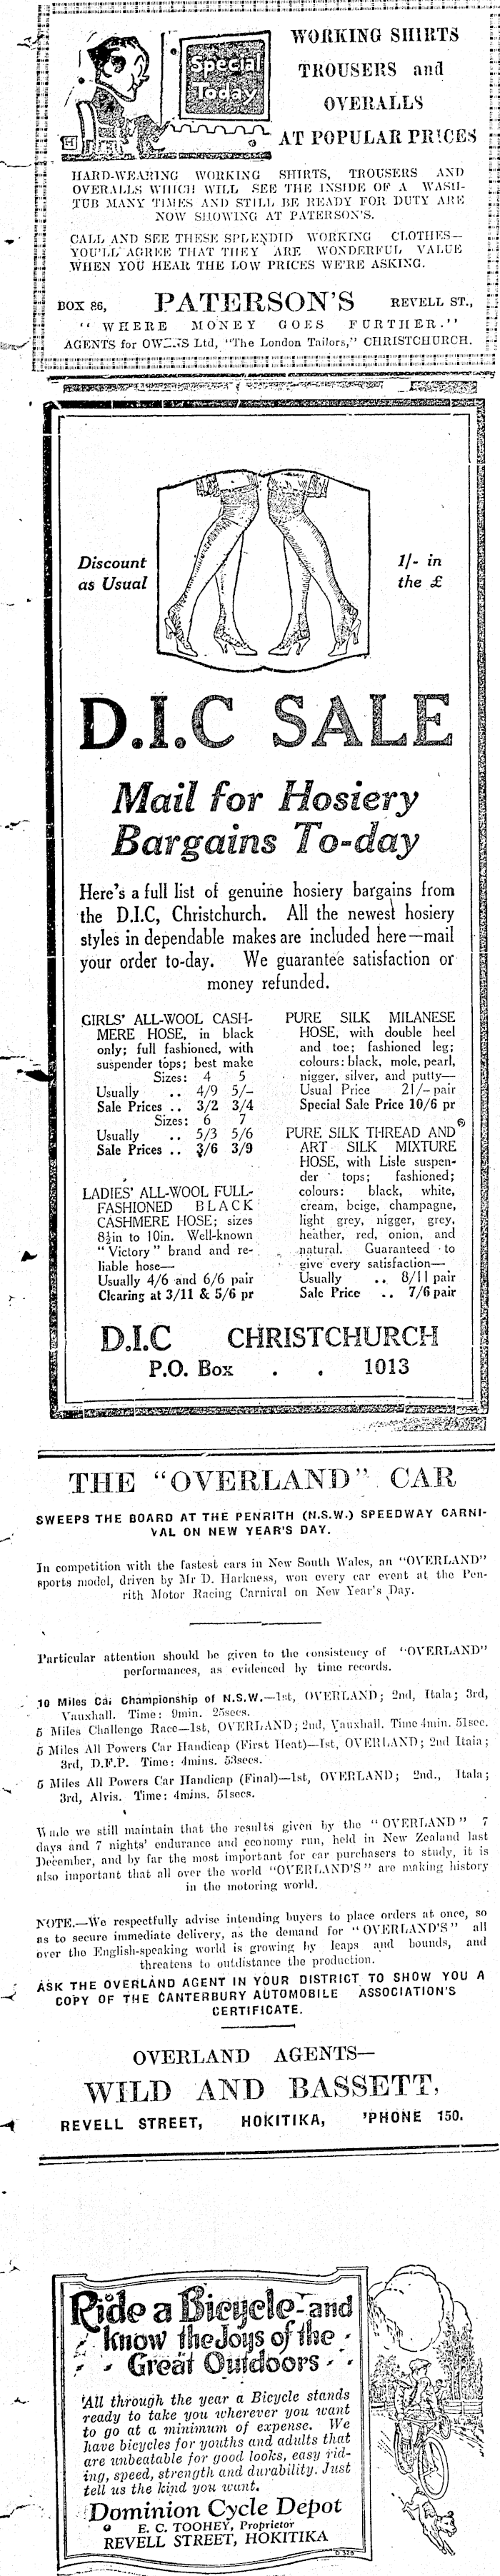 Special
Today
WORKING SHIRTS
TROUSERS and
OVERALLS
AT POPULAR PRICES
HARD-WEARING WORKING SHIRTS, TROUSERS AND
OVERALLS WHICH WILL SEE THE INSIDE OF A WASH-
TUB MANY TIMES AND STILL BE READY FOR DUTY ARE
NOW SHOWING AT PATERSON'S.
CALL AND SEE THESE SPLENDID WORKING CLOTHES—
YOU'LL AGREE THAT THEY ARE WONDERFUL VALUE
WHEN YOU HEAR THE LOW PRICES WE'RE ASKING.
BOX 86, PATERSON'S REVELL ST.,
"WHERE MONEY GOES FURTHER."
AGENTS for Ltd, "The London Tailors," CHRISTCHURCH.
Discount
as Usual
1/- in
the £
D.I.C SALE
Mail for Hosiery
Bargains To-day
Here's a full list of genuine hosiery bargains from
the D.I.C, Christchurch. All the newest hosiery
styles in dependable makes are included here—mail
your order to-day. We guarantee satisfaction or
money refunded.
GIRLS' ALL-WOOL CASH-
MERE HOSE, in black
only; full fashioned, with
suspender tops; best make
Sizes: 4 5
Usually .. 4/9 5/-
Sale Prices .. 3/2 3/4
Sizes: 6 7
Usually .. 5/3 5/6
Sale Prices .. 3/6 3/9
LADIES' ALL-WOOL FULL-
FASHIONED BLACK
CASHMERE HOSE; sizes
8½in to 10in. Well-known
"Victory" brand and re-
liable hose—
Usually 4/6 and 6/6 pair
Clearing at 3/11 & 5/6 pr
PURE SILK MILANESE
HOSE, with double heel
and toe; fashioned leg;
colours: black, mole, pearl,
nigger, silver, and putty—
Usual Price 21/- pair
Special Sale Price 10/6 pr
PURE SILK THREAD AND
ART SILK MIXTURE
HOSE, with Lisle suspen-
der tops; fashioned;
colours: black, white,
cream, beige, champagne,
light grey, nigger, grey,
heather, red, onion, and
natural. Guaranteed to
give every satisfaction—
Usually .. 8/11 pair
Sale Price .. 7/6 pair
D.I.C CHRISTCHURCH
P.O. Box . . 1013
THE "OVERLAND" CAR
SWEEPS THE BOARD AT THE PENRITH (N.S.W.) SPEEDWAY CARNI-
VAL ON NEW YEAR'S DAY.
In competition with the fastest cars in New South Wales, an "OVERLAND"
sports model, driven by Mr D. Harkness, won every car event at the Pen-
rith Motor Racing Carnival on New Year's Day.
Particular attention should be given to the consistency of "OVERLAND"
performances, as evidenced by time records.
10 Miles Car Championship of N.S.W.—1st, OVERLAND; 2nd, Itala; 3rd,
Vauxhall. Time: 9min. 25secs.
5 Miles Challenge Race—1st, OVERLAND; 2nd, Vauxhall. Time 4min. 51sec.
5 Miles All Powers Car Handicap (First Heat)—1st, OVERLAND; 2nd Itala;
3rd, D.F.P. Time: 4mins. 53secs.
5 Miles All Powers Car Handicap (Final)—1st, OVERLAND; 2nd., Itala;
3rd, Alvis. Time: 4mins. 51secs.
While we still maintain that the results given by the "OVERLAND" 7
days and 7 nights' endurance and economy run, held in New Zealand last
December, and by far the most important for car purchasers to study, it is
also important that all over the world "OVERLAND'S" are making history
in the motoring world.
NOTE.—We respectfully advise intending buyers to place orders at once, so
as to secure immediate delivery, as the demand for "OVERLAND'S" all
over the English-speaking world is growing by leaps and bounds, and
threatens to outdistance the production.
ASK THE OVERLAND AGENT IN YOUR DISTRICT TO SHOW YOU A
COPY OF THE CANTERBURY AUTOMOBILE ASSOCIATION'S
CERTIFICATE.
OVERLAND AGENTS—
WILD AND BASSETT,
REVELL STREET, HOKITIKA, 'PHONE 150.
Ride a Bicycle - and
know the Joys of the
Great Outdoors
All through the year a Bicycle stands
ready to take you wherever you want
to go at a minimum of expense. We
have bicycles for youths and adults that
are unbeatable for good looks, easy rid-
ing, speed, strength and durability. Just
tell us the kind you want.
Dominion Cycle Depot
E. C. TOOHEY, Proprietor
REVELL STREET, HOKITIKA